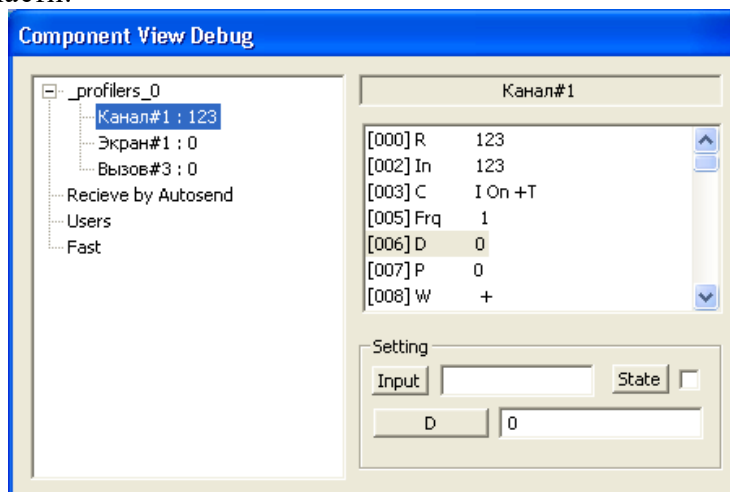 Component View Debug
_profilers_0
Канал#1 : 123
Экран#1 : 0
Вызов#3 : 0
Recieve by Autosend
Users
Fast
Канал#1
[000] R 123
[002] In 123
[003] C I On +T
[005] Frq 1
[006] D 0
[007] P 0
[008] W +
Setting
Input State
D 0